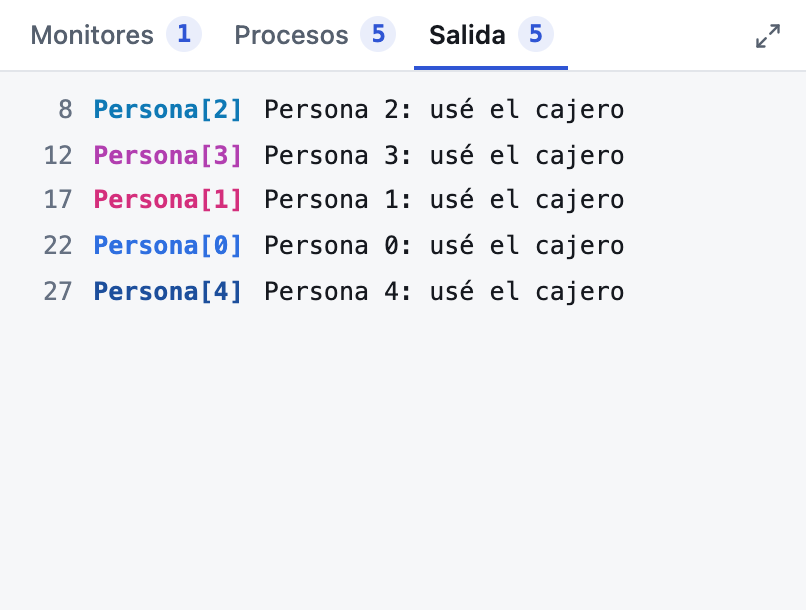 Monitores 1 Procesos 5 Salida 5
8 Persona[2] Persona 2: usé el cajero
12 Persona[3] Persona 3: usé el cajero
17 Persona[1] Persona 1: usé el cajero
22 Persona[0] Persona 0: usé el cajero
27 Persona[4] Persona 4: usé el cajero